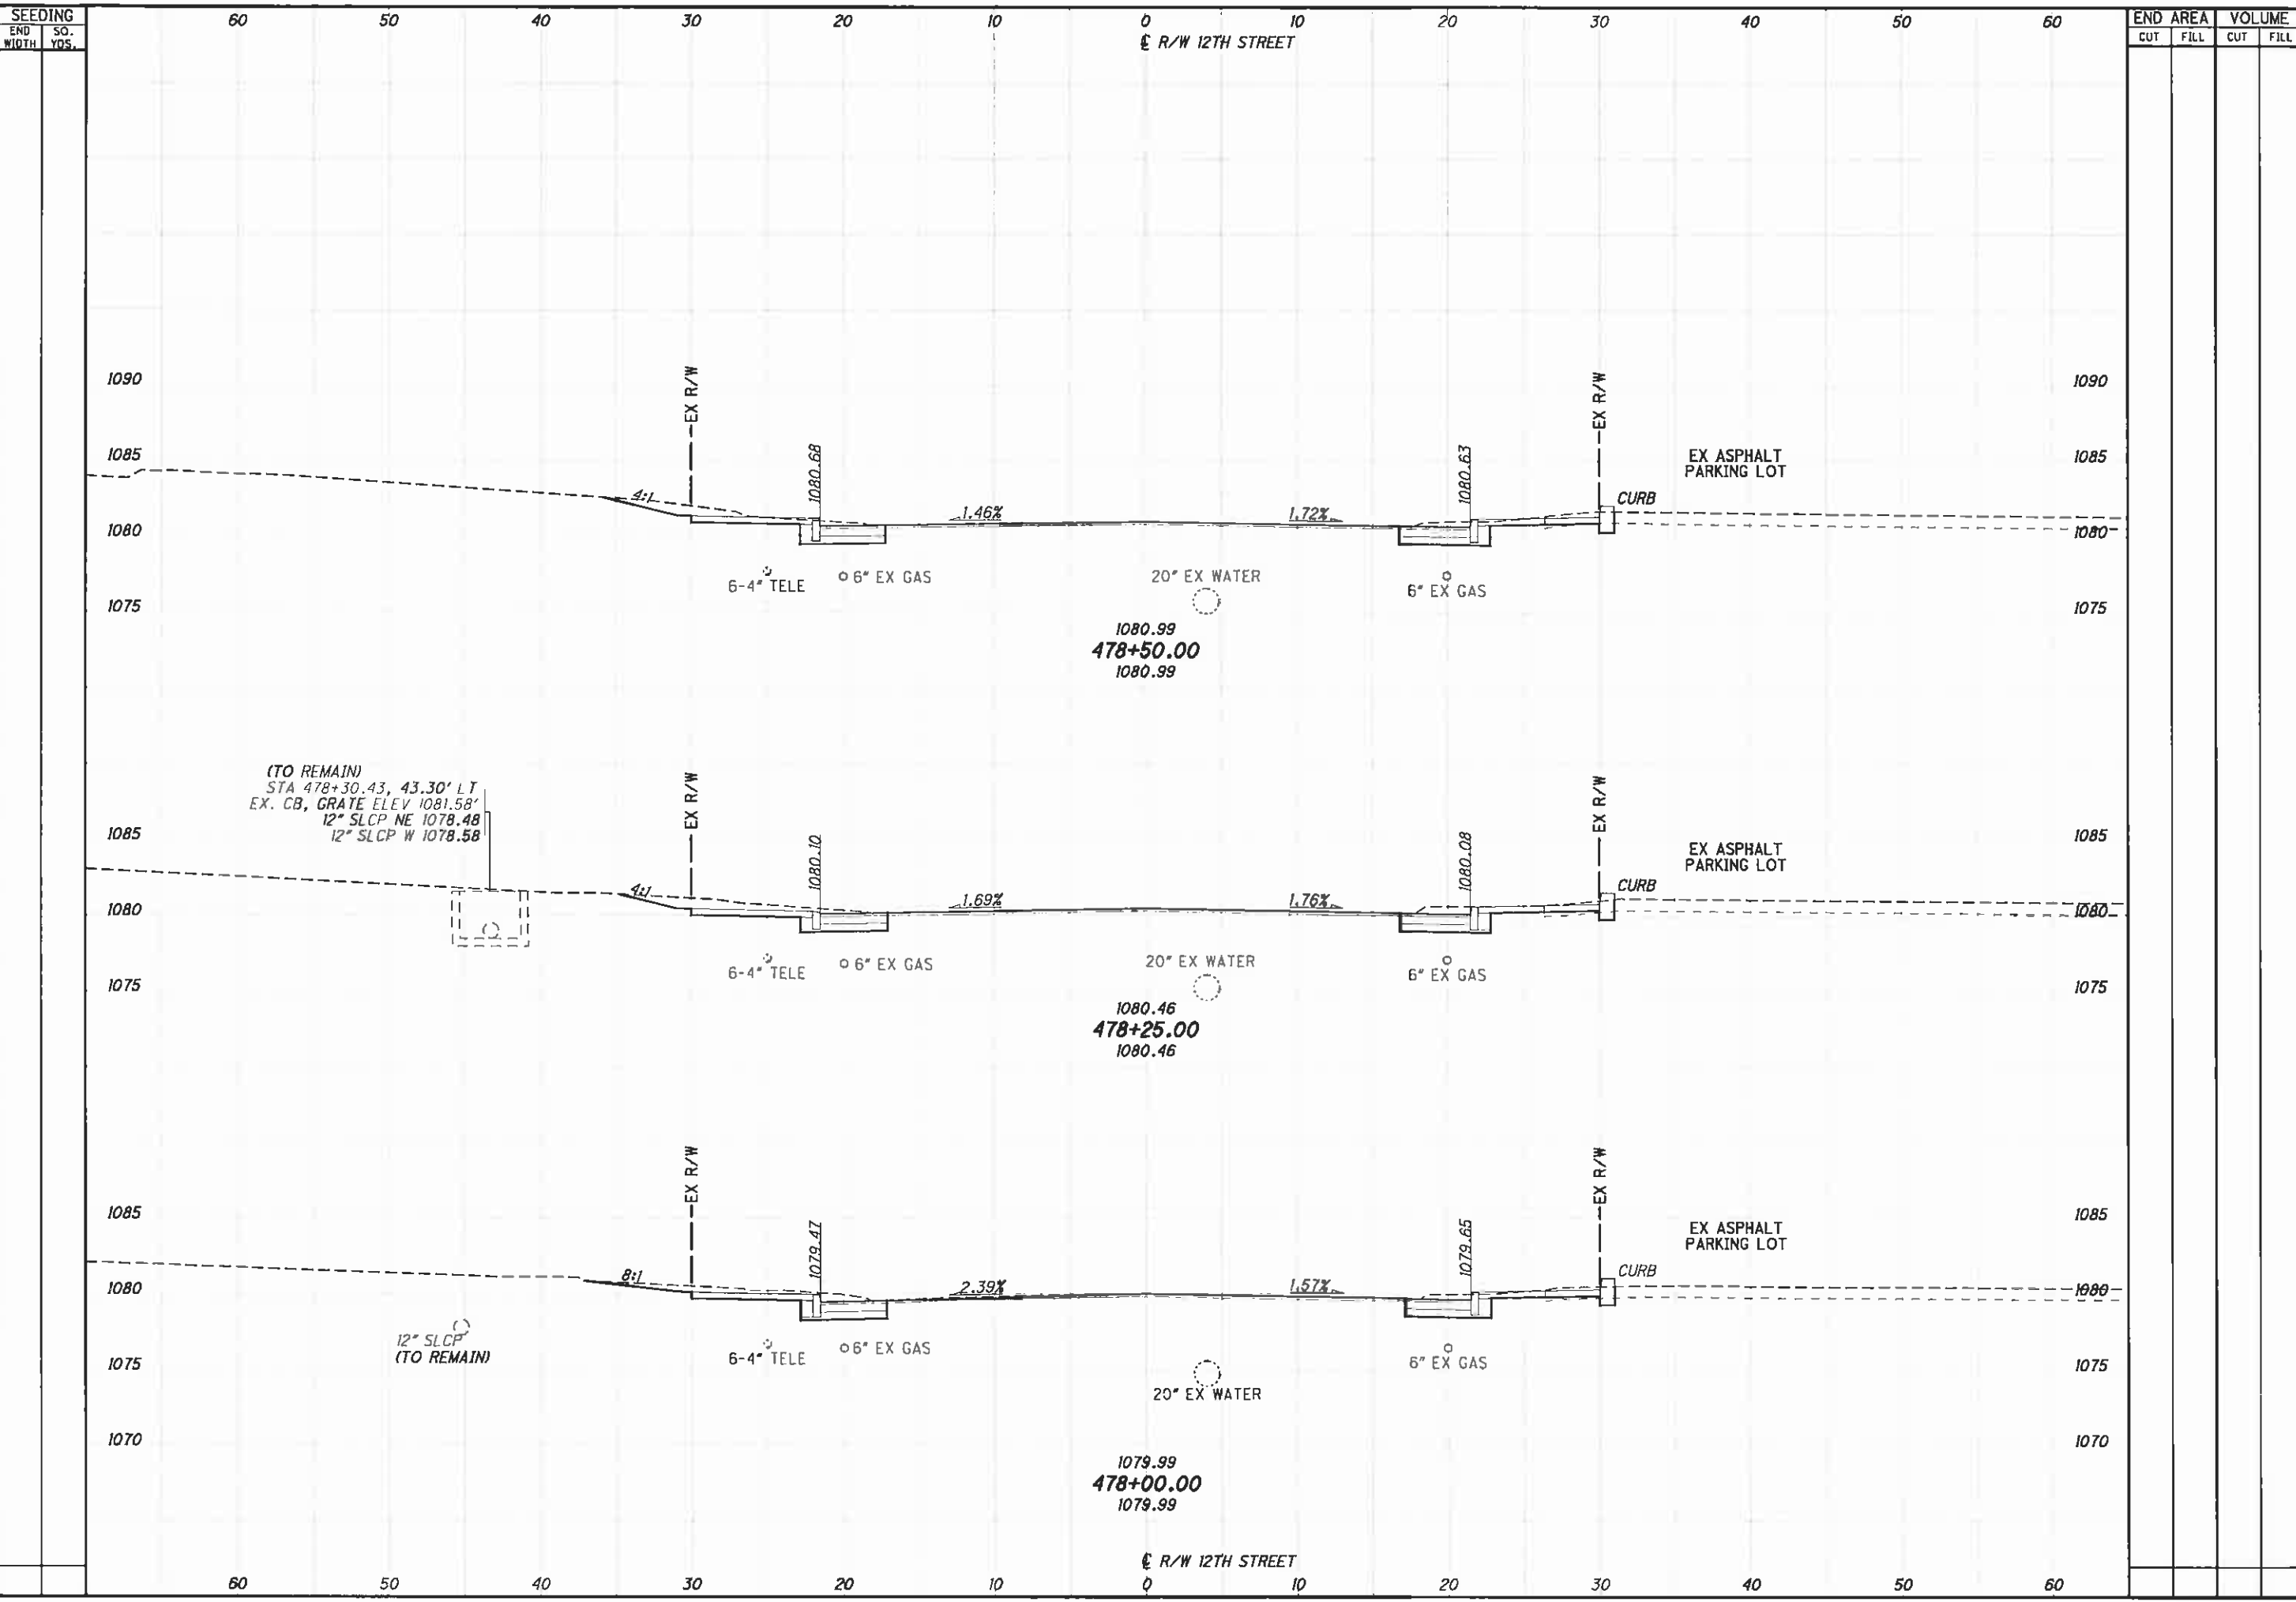 SEEDING
END WIDTH
SQ. YDS.
60 50 40 30 20 10 0 10 20 30 40 50 60
℄ R/W 12TH STREET
END AREA VOLUME
CUT FILL CUT FILL
EX R/W
EX R/W
1090 1090
1085 1085
1080.68
1080.63
EX ASPHALT
PARKING LOT
4:1
CURB
1.46% 1.72%
1080 1080
6-4" TELE
6" EX GAS
20" EX WATER
6" EX GAS
1075 1075
1080.99
478+50.00
1080.99
(TO REMAIN)
STA 478+30.43, 43.30' LT
EX. CB, GRATE ELEV 1081.58'
12" SLCP NE 1078.48
12" SLCP W 1078.58
EX R/W
EX R/W
1085 1085
1080.10
1080.08
EX ASPHALT
PARKING LOT
4:1
CURB
1.69% 1.76%
1080 1080
6-4" TELE
6" EX GAS
20" EX WATER
6" EX GAS
1075 1075
1080.46
478+25.00
1080.46
EX R/W
EX R/W
1085 1085
1079.47
1079.65
EX ASPHALT
PARKING LOT
8:1
CURB
2.39% 1.57%
1080 1080
12" SLCP
(TO REMAIN)
6-4" TELE
6" EX GAS
6" EX GAS
1075 1075
20" EX WATER
1070 1070
1079.99
478+00.00
1079.99
℄ R/W 12TH STREET
60 50 40 30 20 10 0 10 20 30 40 50 60